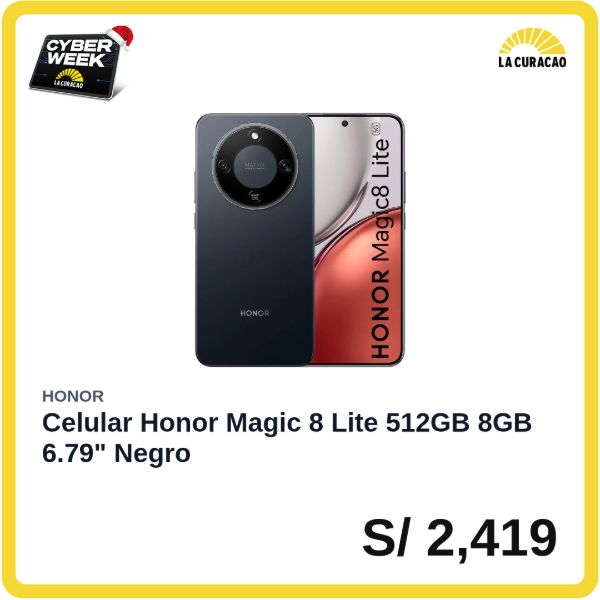 CYBER
WEEK
LA CURACAO
LA CURACAO
HONOR
HONOR Magic8 Lite 5G
HONOR
Celular Honor Magic 8 Lite 512GB 8GB
6.79" Negro
S/ 2,419